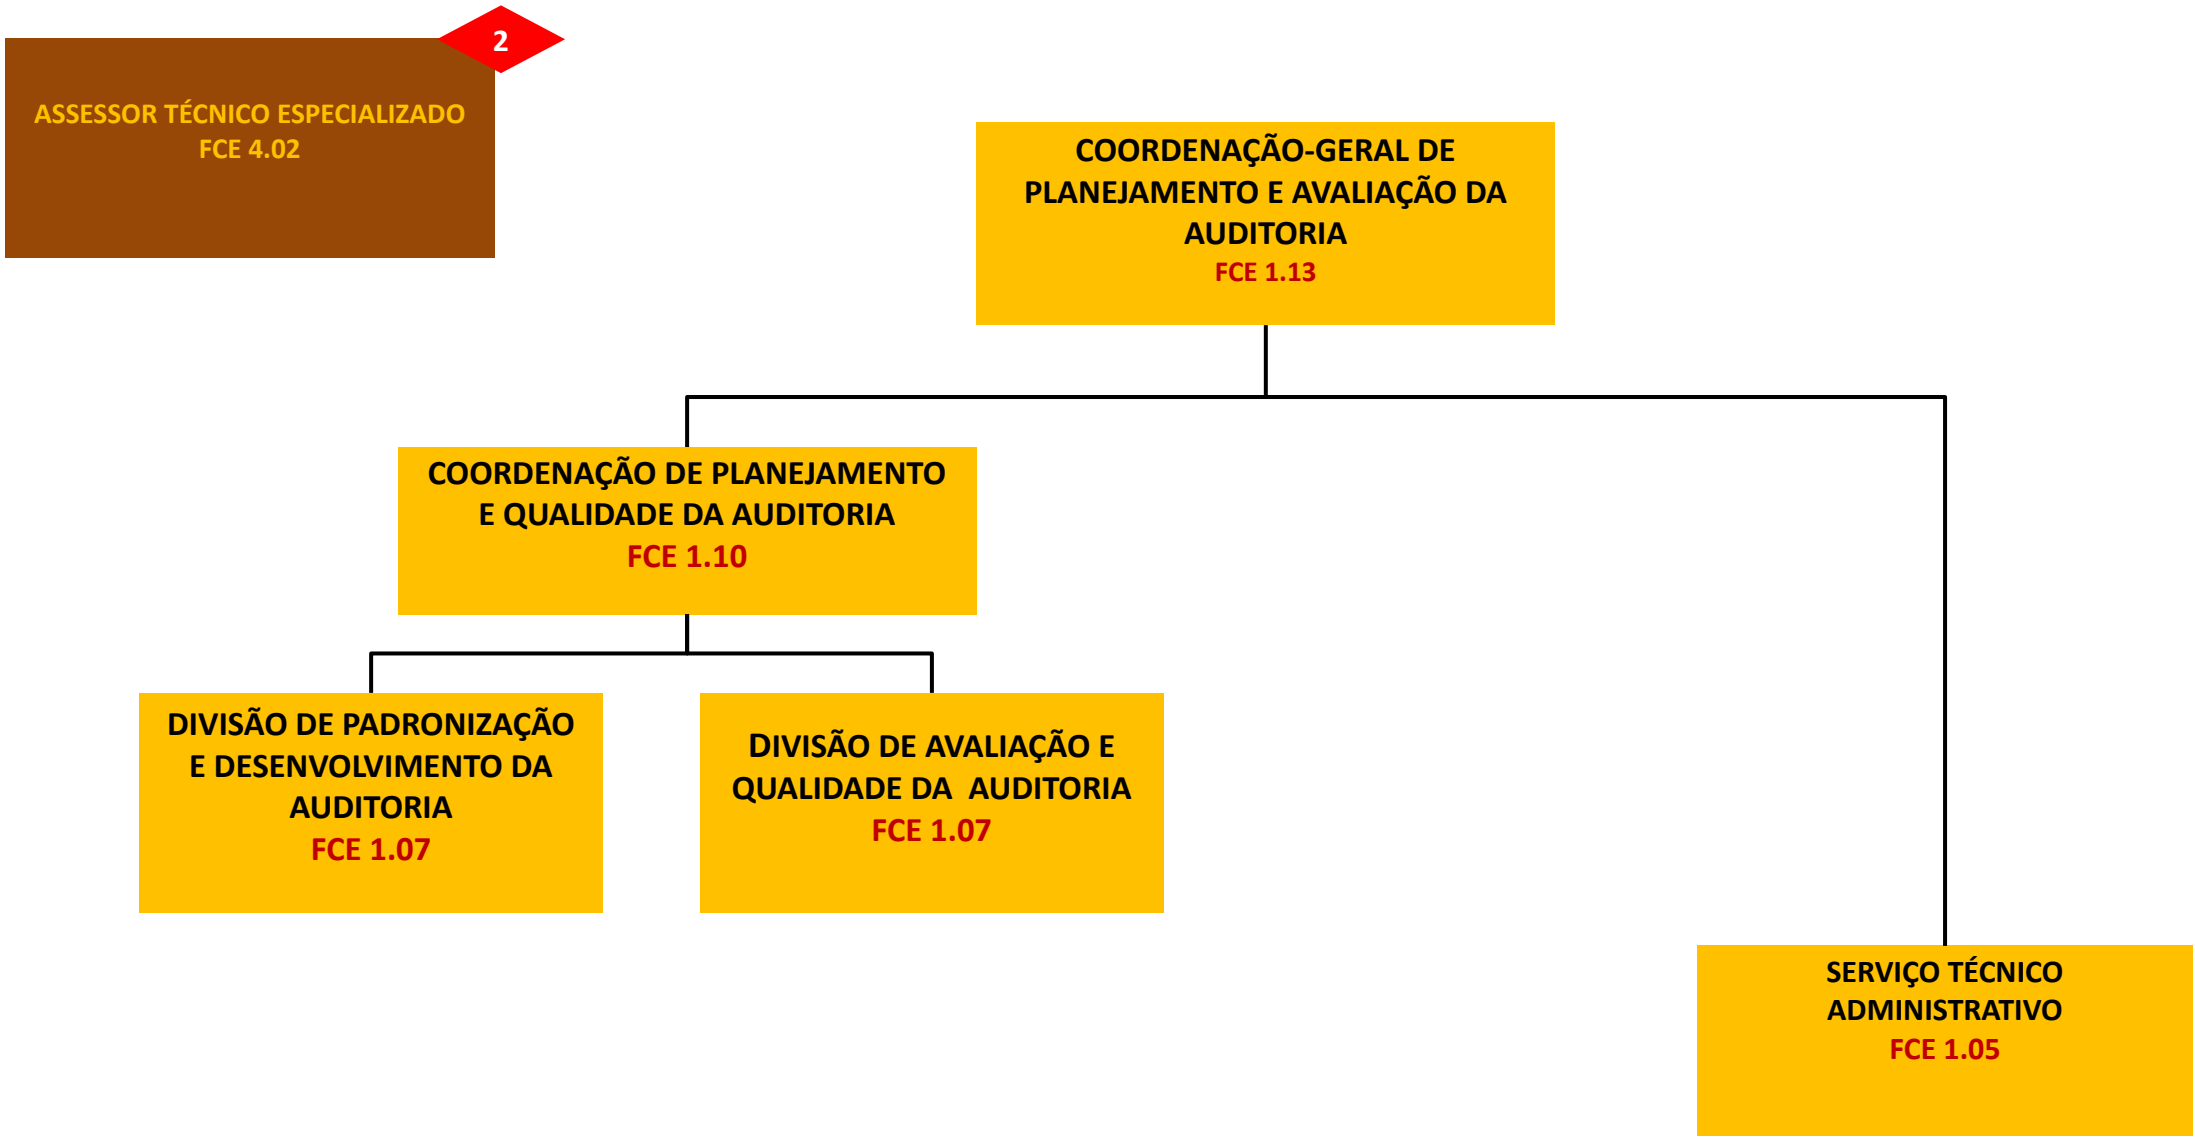 2
ASSESSOR TÉCNICO ESPECIALIZADO
FCE 4.02
COORDENAÇÃO-GERAL DE
PLANEJAMENTO E AVALIAÇÃO DA
AUDITORIA
FCE 1.13
COORDENAÇÃO DE PLANEJAMENTO
E QUALIDADE DA AUDITORIA
FCE 1.10
DIVISÃO DE PADRONIZAÇÃO
E DESENVOLVIMENTO DA
AUDITORIA
FCE 1.07
DIVISÃO DE AVALIAÇÃO E
QUALIDADE DA  AUDITORIA
FCE 1.07
SERVIÇO TÉCNICO
ADMINISTRATIVO
FCE 1.05